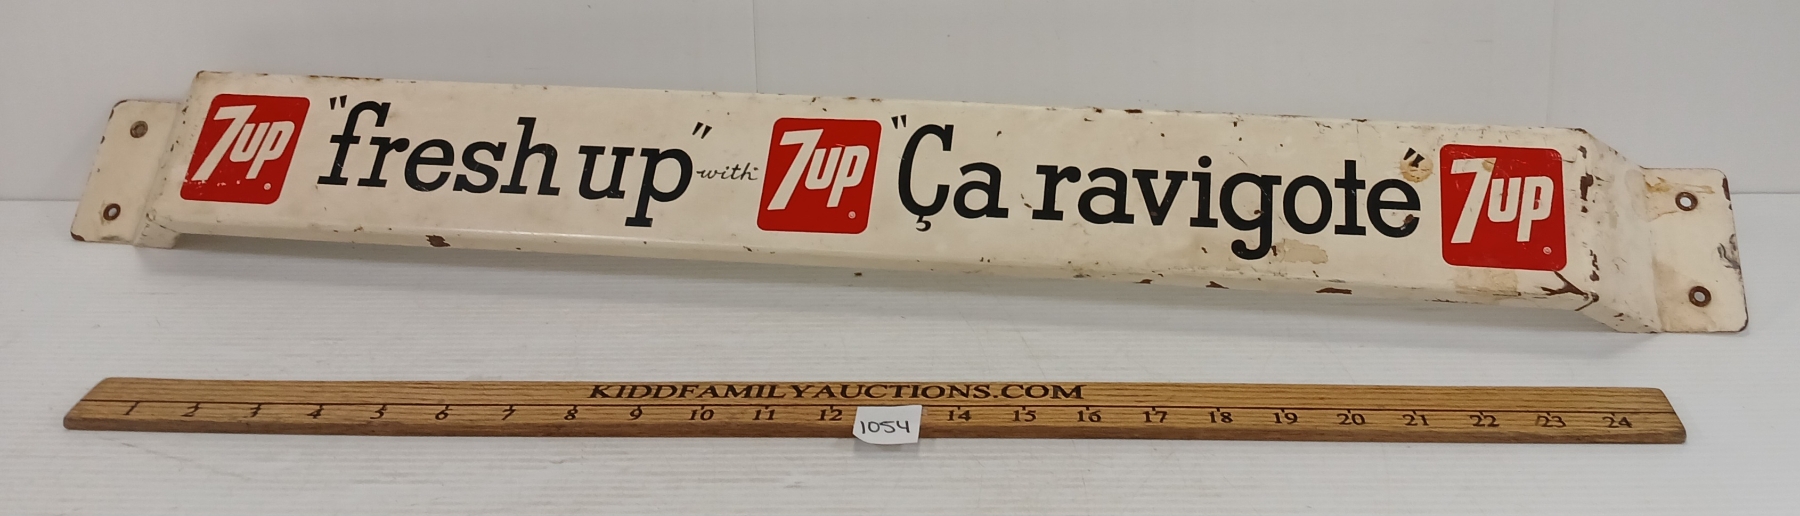 7up "fresh up" with 7up "Ça ravigote" 7up
KIDDFAMILYAUCTIONS.COM
1 2 3 4 5 6 7 8 9 10 11 12 14 15 16 17 18 19 20 21 22 23 24
1054